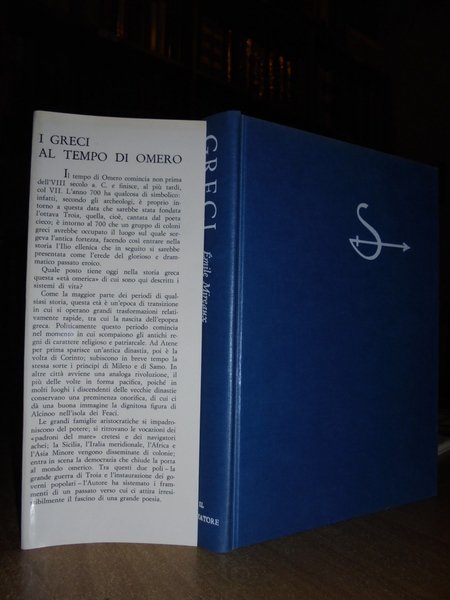 I GRECI
AL TEMPO DI OMERO
Il tempo di Omero comincia non prima
dell'VIII secolo a. C. e finisce, al più tardi,
col VII. L'anno 700 ha qualcosa di simbolico:
infatti, secondo gli archeologi, è proprio in-
torno a questa data che sarebbe stata fondata
l'ottava Troia, quella, cioè, cantata dal poeta
cieco; è intorno al 700 che un gruppo di coloni
greci avrebbe occupato il luogo su quale sor-
geva l'antica fortezza, facendo così entrare nella
storia l'Ilio ellenica che in seguito si sarebbe
presentata come l'erede del glorioso e dram-
matico passato eroico.
Quale posto tiene oggi nella storia greca
questa «età omerica» di cui sono qui descritti i
sistemi di vita?
Come la maggior parte dei periodi di qual-
siasi storia, questa età è un'epoca di transizione
in cui si operano grandi trasformazioni relati-
vamente rapide, tra cui la nascita dell'epopea
greca. Politicamente questo periodo comincia
nel momento in cui scompaiono gli antichi re-
gni di carattere religioso e patriarcale. Ad Atene
per prima sparisce un'antica dinastia, poi è la
volta di Corinto; subiscono in breve tempo la
stessa sorte i principi di Mileto e di Samo. In
altre città avviene una analoga rivoluzione, il
più delle volte in forma pacifica, poiché in
molti luoghi i discendenti delle vecchie dinastie
conservano una preminenza onorifica, di cui ci
dà una buona immagine la dignitosa figura di
Alcinoo nell'isola dei Feaci.
Le grandi famiglie aristocratiche si impadro-
niscono del potere; si ritrovano le vocazioni dei
«padroni del mare» cretesi e dei navigatori
achei; la Sicilia, l'Italia meridionale, l'Africa e
l'Asia Minore vengono disseminate di colonie;
entra in scena la democrazia che chiude la porta
al mondo omerico. Tra questi due poli – la
grande guerra di Troia e l'instaurazione dei go-
verni popolari – l'Autore ha sistemato i fram-
menti di un passato verso cui ci attira irresi-
stibilmente il fascino di una grande poesia.
GRECI
Émile Mireaux
IL